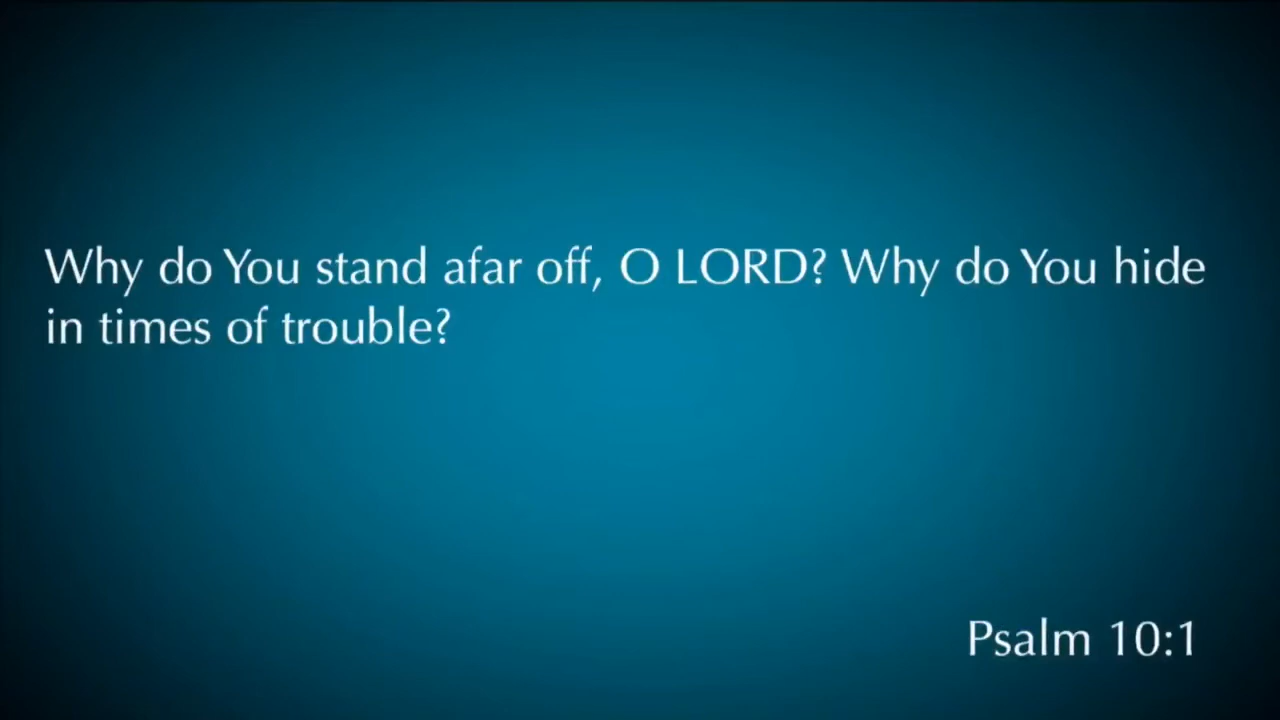 Why do You stand afar off, O LORD? Why do You hide
in times of trouble?
Psalm 10:1